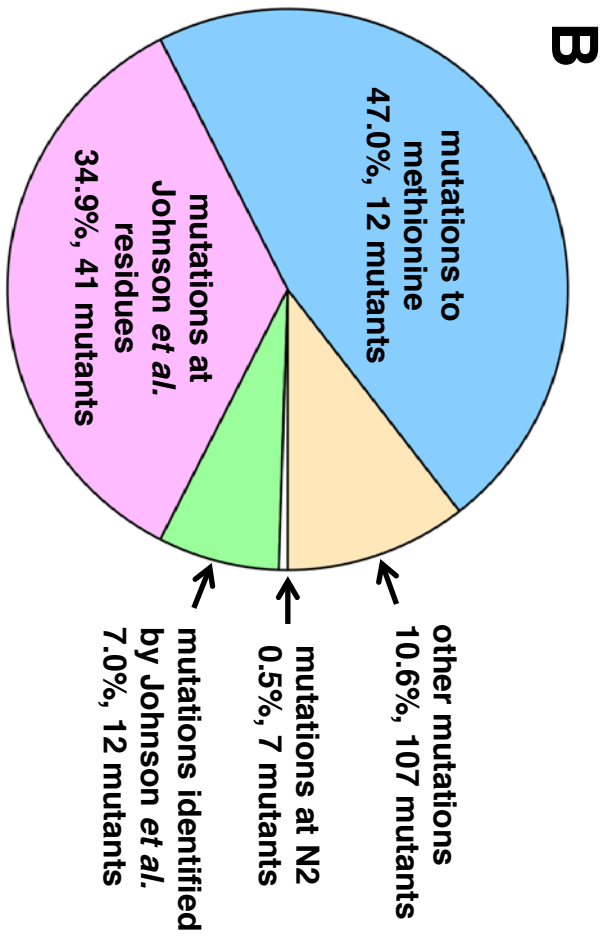 B
other mutations
10.6%, 107 mutants
mutations at N2
0.5%, 7 mutants
mutations identified
by Johnson et al.
7.0%, 12 mutants
mutations to
methionine
47.0%, 12 mutants
mutations at
Johnson et al.
residues
34.9%, 41 mutants